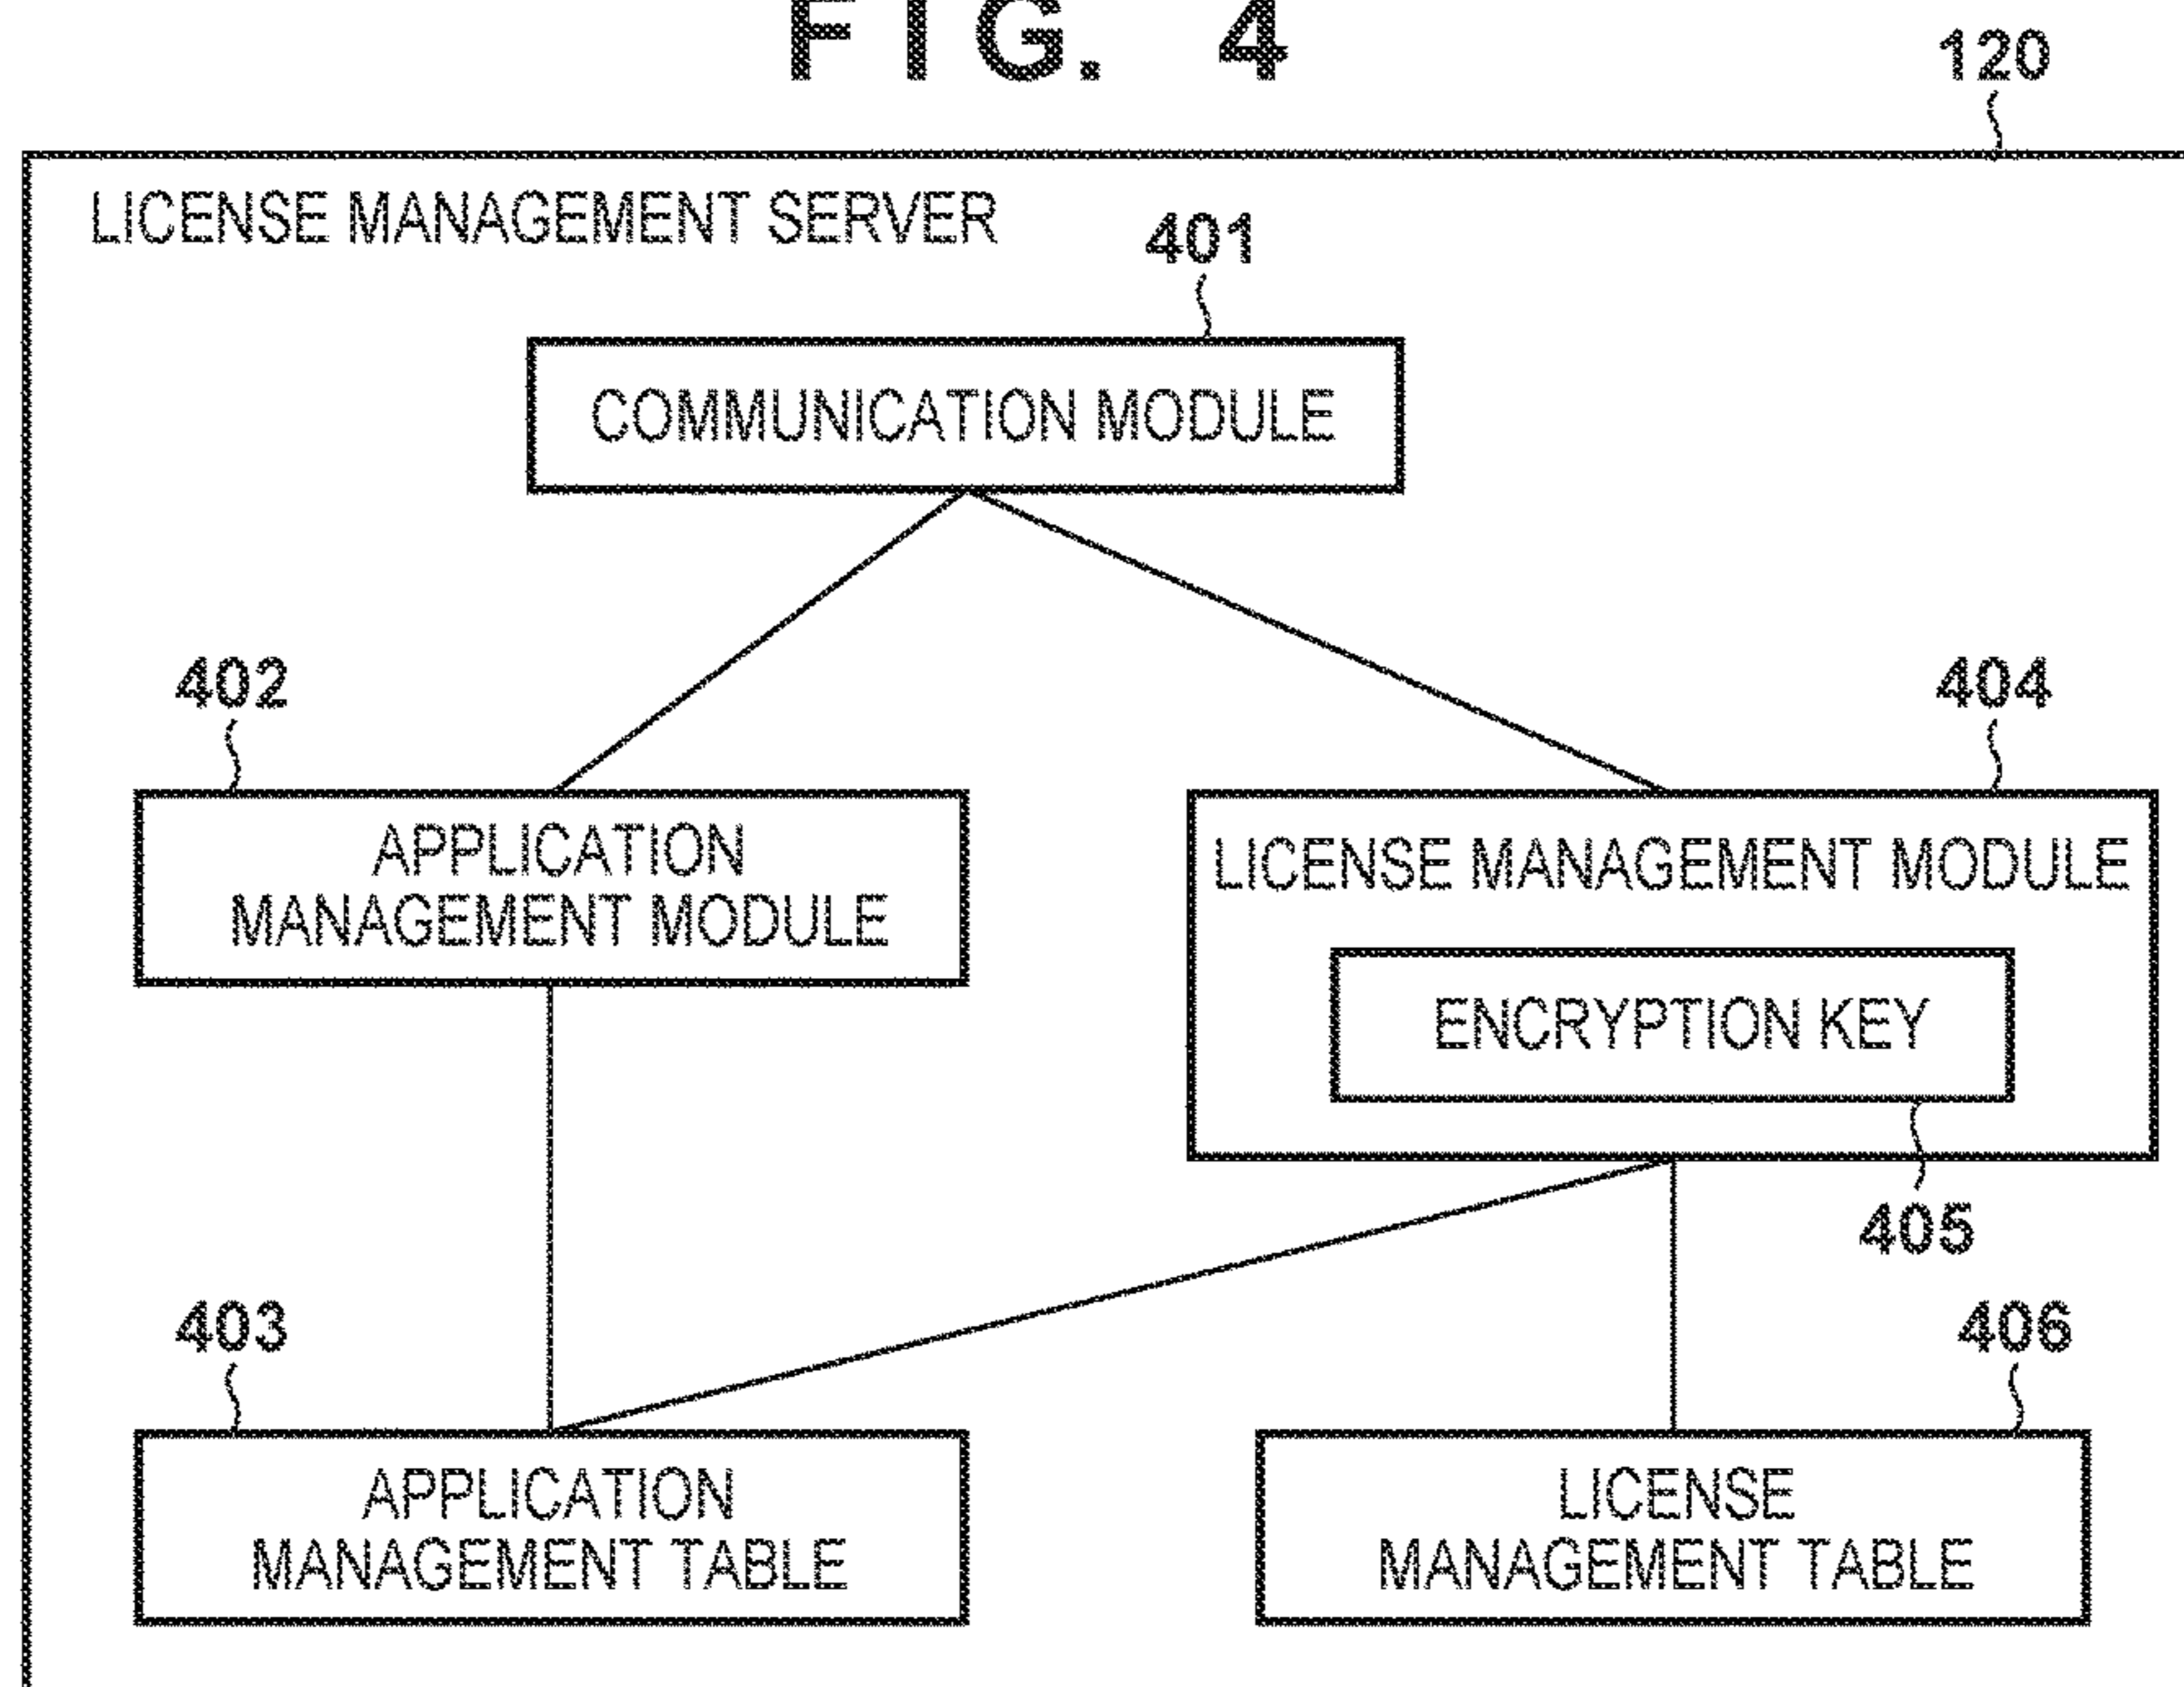 FIG. 4
120
LICENSE MANAGEMENT SERVER
401
COMMUNICATION MODULE
402
404
APPLICATION
MANAGEMENT MODULE
LICENSE MANAGEMENT MODULE
ENCRYPTION KEY
405
403
406
APPLICATION
MANAGEMENT TABLE
LICENSE
MANAGEMENT TABLE